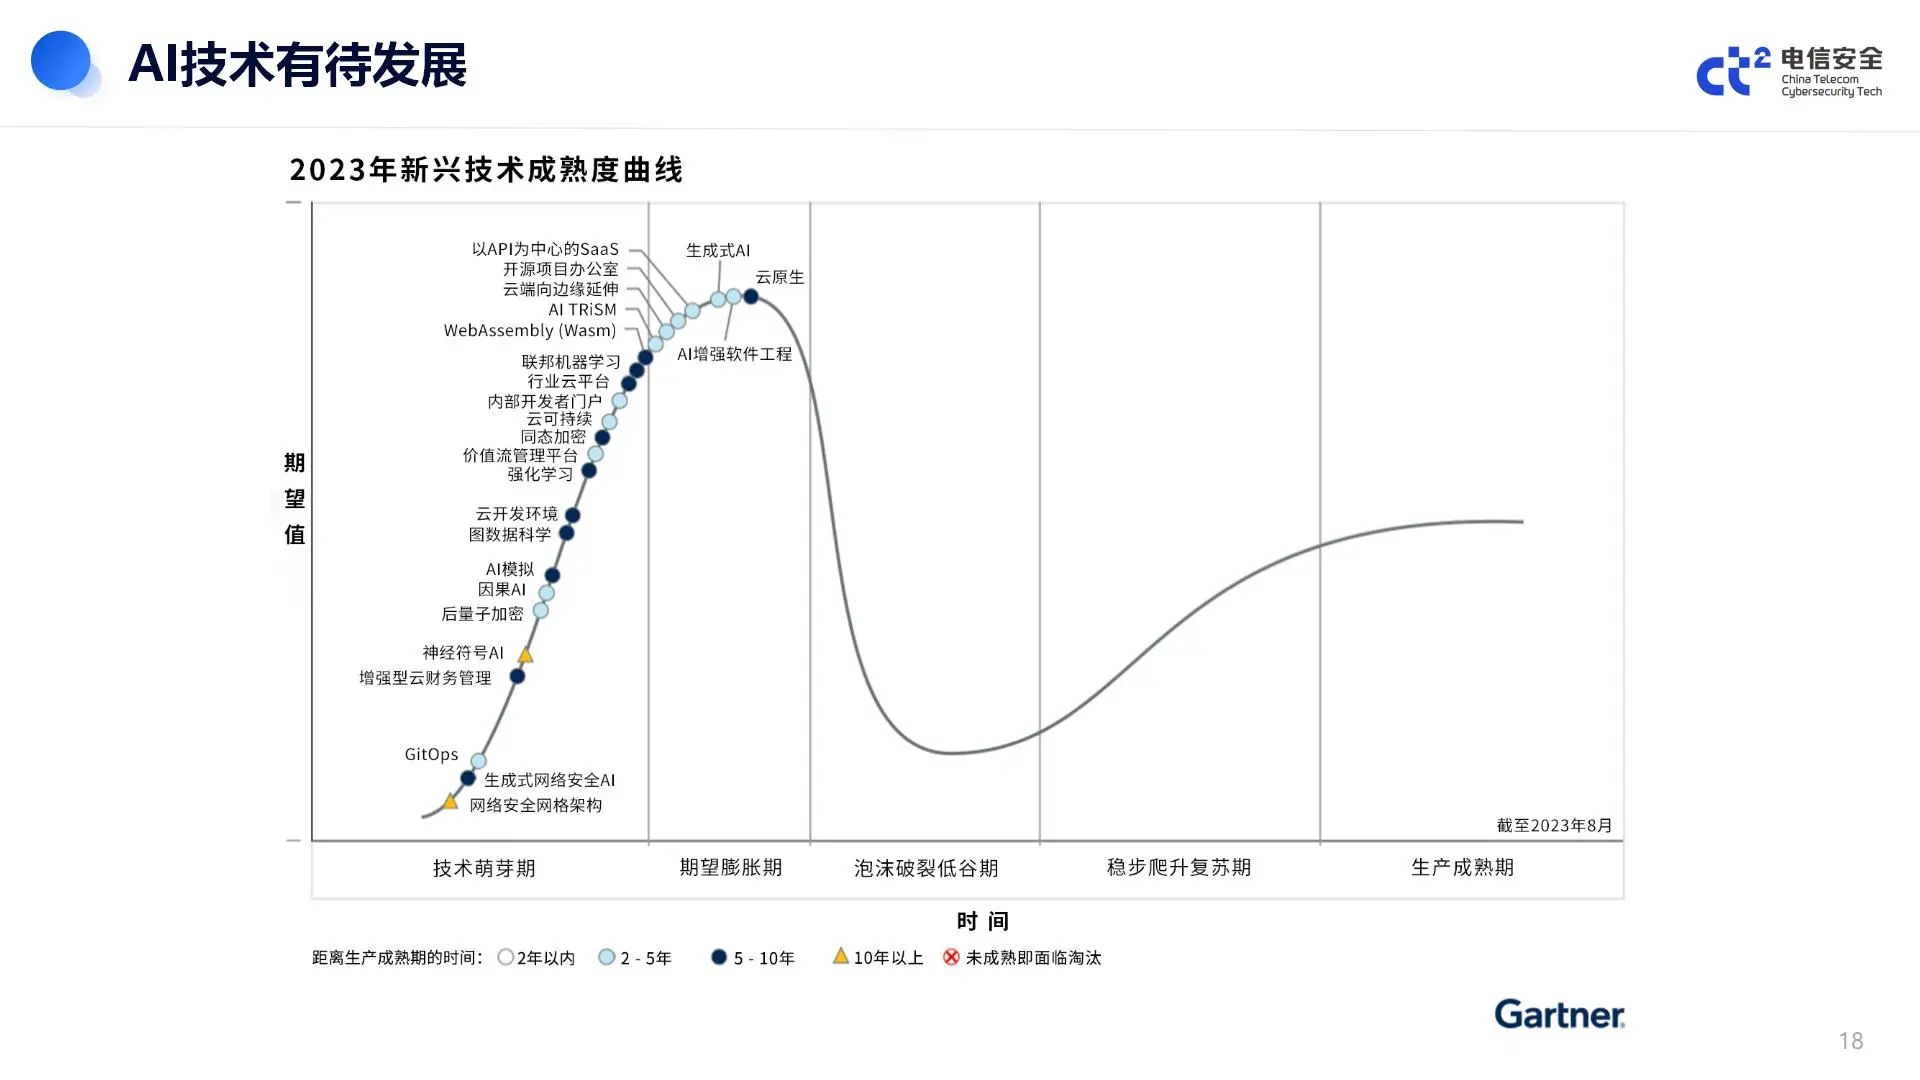 AI技术有待发展
ct² 电信安全
China Telecom
Cybersecurity Tech
2023年新兴技术成熟度曲线
以API为中心的SaaS
开源项目办公室
云端向边缘延伸
AI TRiSM
WebAssembly (Wasm)
联邦机器学习
行业云平台
内部开发者门户
云可持续
同态加密
价值流管理平台
强化学习
云开发环境
图数据科学
AI模拟
因果AI
后量子加密
神经符号AI
增强型云财务管理
GitOps
生成式网络安全AI
网络安全网格架构
生成式AI
云原生
AI增强软件工程
期望值
截至2023年8月
技术萌芽期 期望膨胀期 泡沫破裂低谷期 稳步爬升复苏期 生产成熟期
时间
距离生产成熟期的时间： 2年以内 2 - 5年 5 - 10年 10年以上 未成熟即面临淘汰
Gartner
18